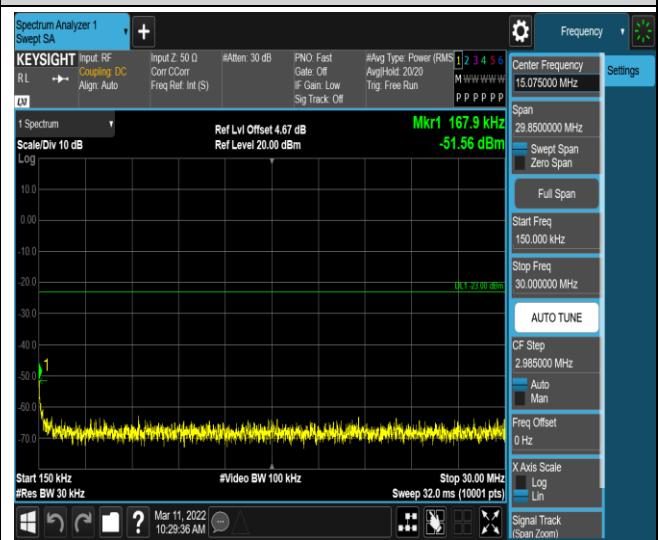 Spectrum Analyzer 1
Swept SA
Frequency
KEYSIGHT
RL
LXI
Input: RF
Coupling: DC
Align: Auto
Input Z: 50 Ω
Corr CCorr
Freq Ref: Int (S)
#Atten: 30 dB
PNO: Fast
Gate: Off
IF Gain: Low
Sig Track: Off
#Avg Type: Power (RMS
Avg|Hold: 20/20
Trig: Free Run
1 2 3 4 5 6
M W W W W W
P P P P P P
1 Spectrum
Scale/Div 10 dB
Log
Ref Lvl Offset 4.67 dB
Ref Level 20.00 dBm
Mkr1 167.9 kHz
-51.56 dBm
10.0
0.00
-10.0
-20.0
DL1 -23.00 dBm
-30.0
-40.0
1
-50.0
-60.0
-70.0
Start 150 kHz
#Res BW 30 kHz
#Video BW 100 kHz
Stop 30.00 MHz
Sweep 32.0 ms (10001 pts)
Mar 11, 2022
10:29:36 AM
Center Frequency
15.075000 MHz
Settings
Span
29.8500000 MHz
Swept Span
Zero Span
Full Span
Start Freq
150.000 kHz
Stop Freq
30.000000 MHz
AUTO TUNE
CF Step
2.985000 MHz
Auto
Man
Freq Offset
0 Hz
X Axis Scale
Log
Lin
Signal Track
(Span Zoom)